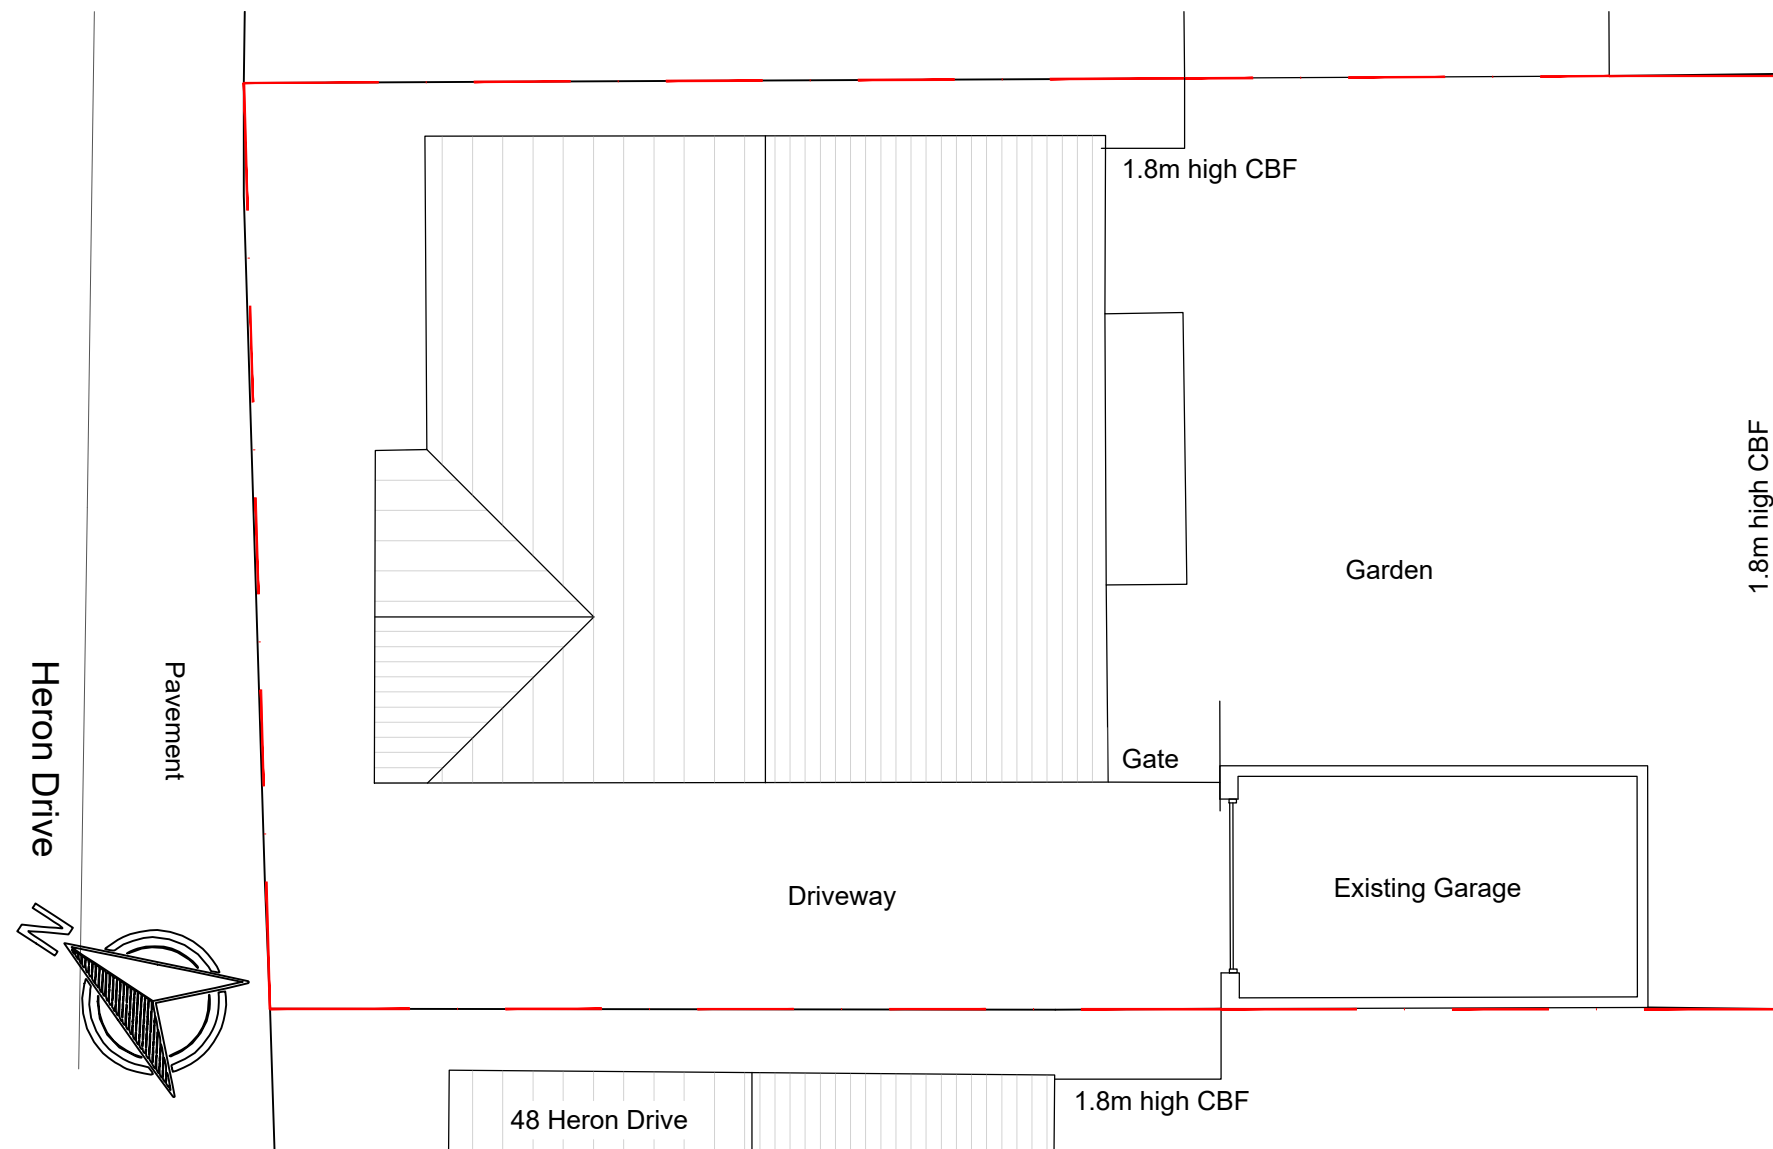 1.8m high CBF
1.8m high CBF
Garden
Heron Drive
Pavement
Gate
Existing Garage
Driveway
N
1.8m high CBF
48 Heron Drive